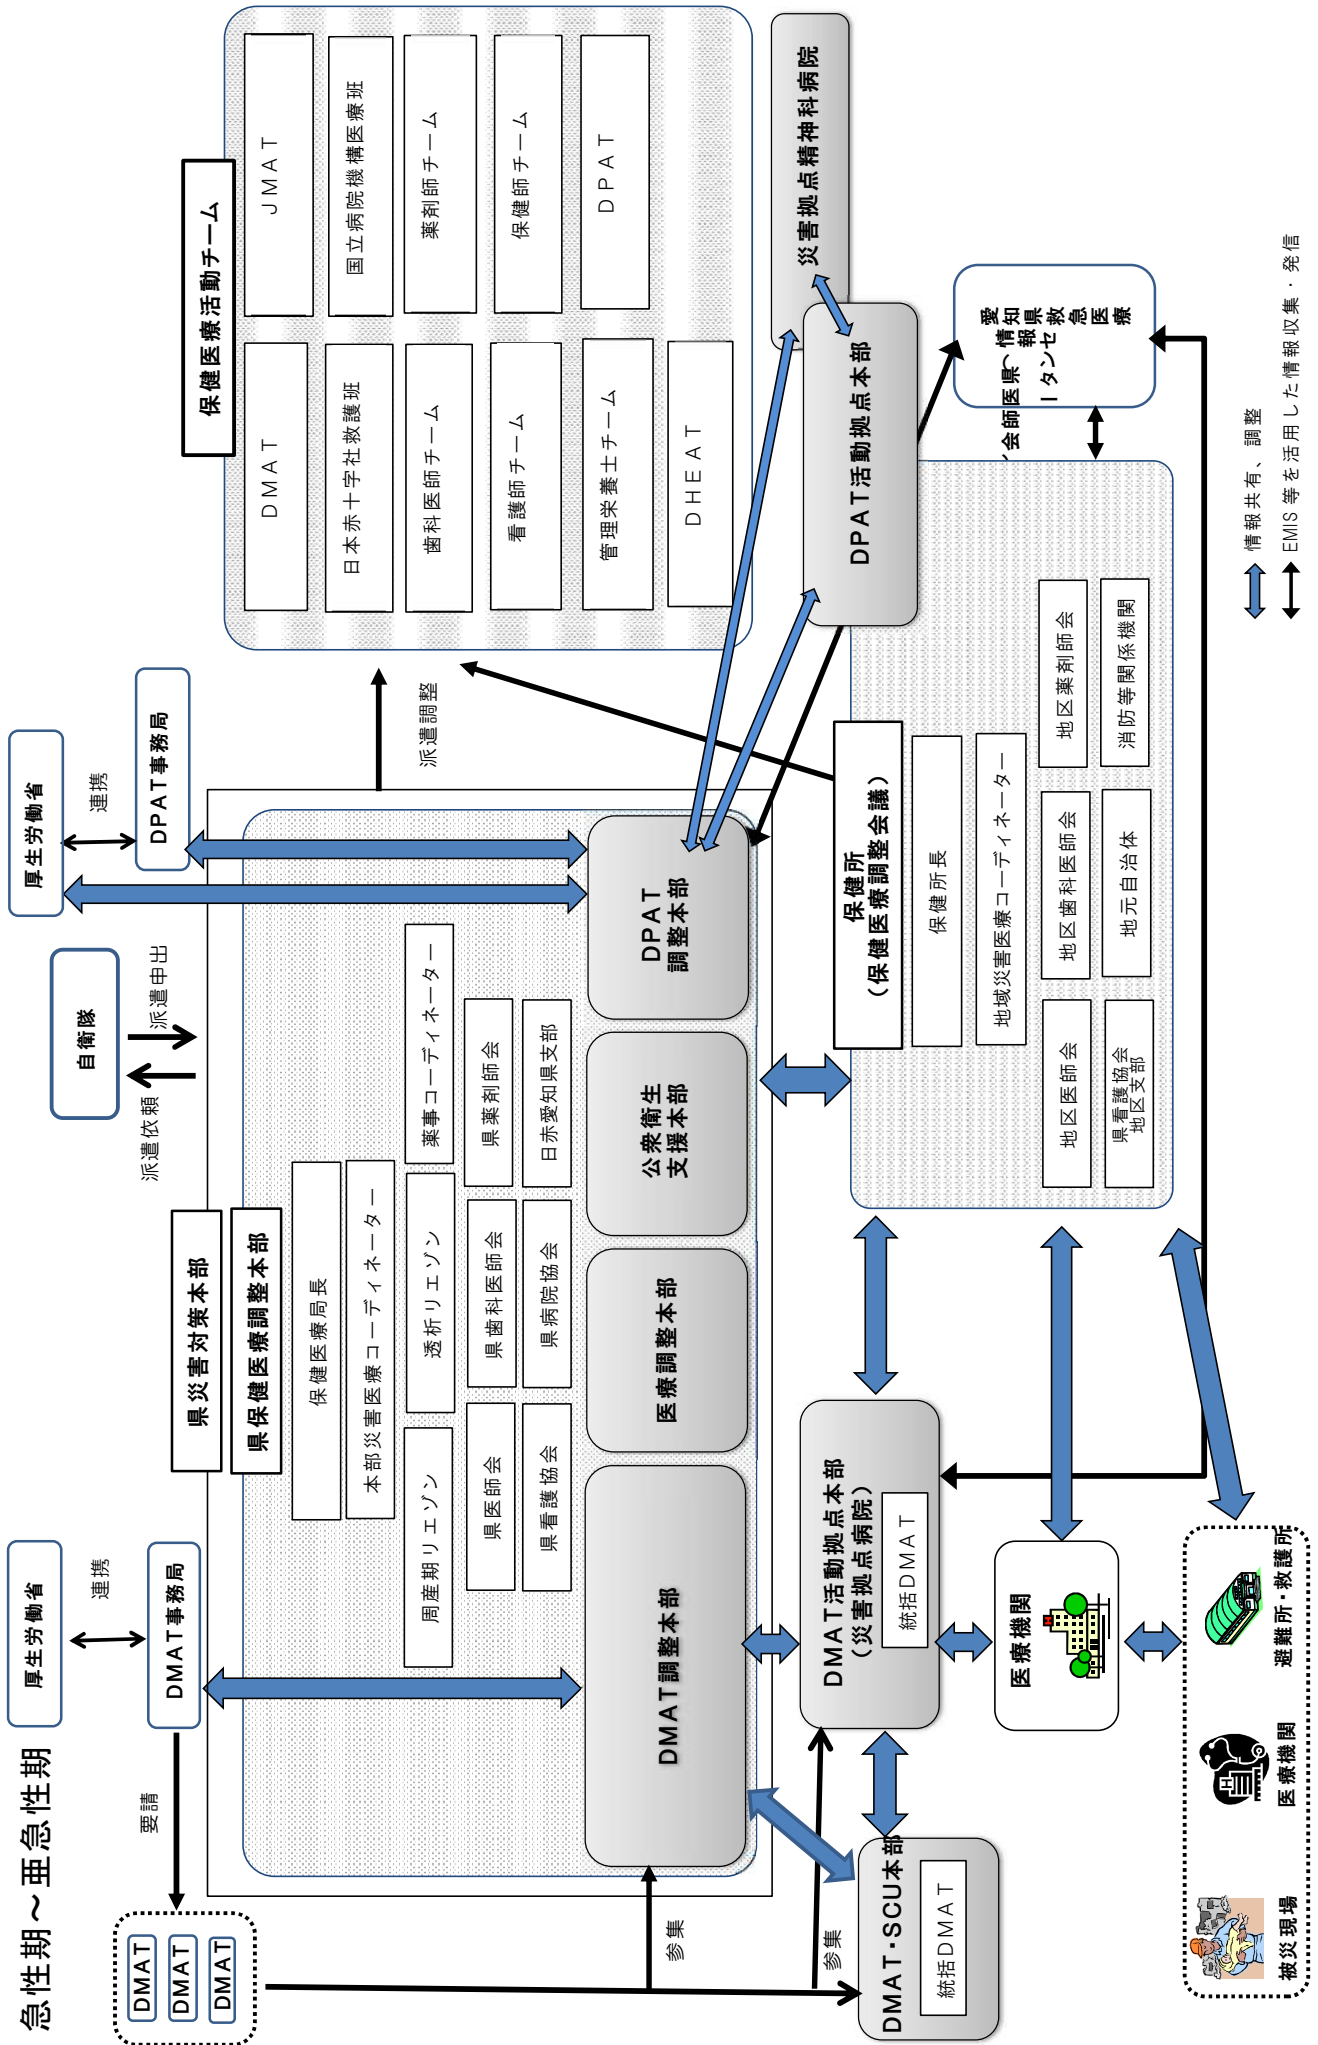 急性期～亜急性期
厚生労働省
連携
DMAT事務局
要請
DMAT
DMAT
DMAT
自衛隊
派遣依頼
派遣申出
厚生労働省
連携
DPAT事務局
県災害対策本部
県保健医療調整本部
保健医療局長
本部災害医療コーディネーター
周産期リエゾン
透析リエゾン
薬事コーディネーター
県医師会
県歯科医師会
県薬剤師会
県看護協会
県病院協会
日赤愛知県支部
DMAT調整本部
医療調整本部
公衆衛生
支援本部
DPAT
調整本部
派遣調整
保健医療活動チーム
DMAT
JMAT
日本赤十字社救護班
国立病院機構医療班
歯科医師チーム
薬剤師チーム
看護師チーム
保健師チーム
管理栄養士チーム
DPAT
DHEAT
参集
参集
DMAT・SCU本部
統括DMAT
DMAT活動拠点本部
（災害拠点病院）
統括DMAT
医療機関
被災現場
医療機関
避難所・救護所
保健所
（保健医療調整会議）
保健所長
地域災害医療コーディネーター
地区医師会
地区歯科医師会
地区薬剤師会
県看護協会
地区支部
地元自治体
消防等関係機関
DPAT活動拠点本部
災害拠点精神科病院
愛知県救急医療
情報センター
（県医師会）
情報共有、調整
EMIS 等を活用した情報収集・発信